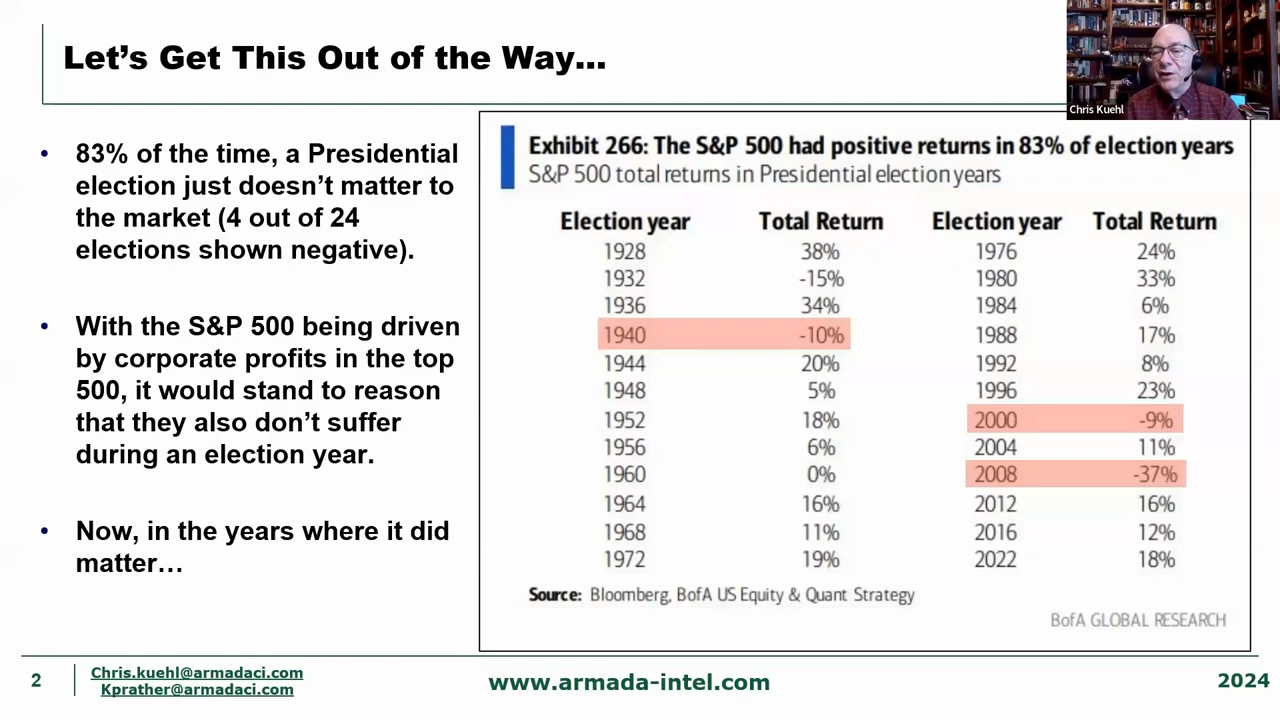 Let's Get This Out of the Way...
Chris Kuehl
• 83% of the time, a Presidential
election just doesn't matter to
the market (4 out of 24
elections shown negative).
• With the S&P 500 being driven
by corporate profits in the top
500, it would stand to reason
that they also don't suffer
during an election year.
• Now, in the years where it did
matter…
Exhibit 266: The S&P 500 had positive returns in 83% of election years
S&P 500 total returns in Presidential election years
Election year Total Return Election year Total Return
1928 38% 1976 24%
1932 -15% 1980 33%
1936 34% 1984 6%
1940 -10% 1988 17%
1944 20% 1992 8%
1948 5% 1996 23%
1952 18% 2000 -9%
1956 6% 2004 11%
1960 0% 2008 -37%
1964 16% 2012 16%
1968 11% 2016 12%
1972 19% 2022 18%
Source: Bloomberg, BofA US Equity & Quant Strategy
BofA GLOBAL RESEARCH
2
Chris.kuehl@armadaci.com
Kprather@armadaci.com
www.armada-intel.com
2024